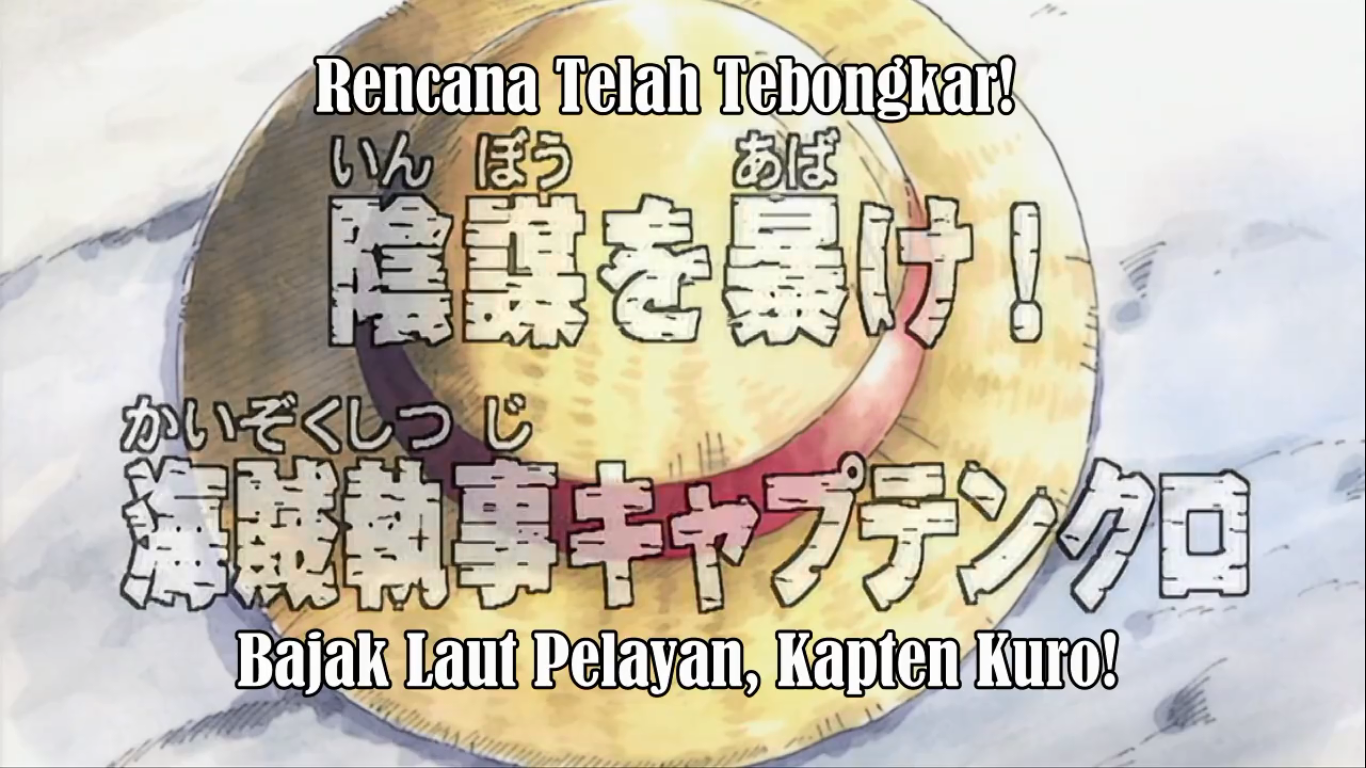 Rencana Telah Tebongkar!
いんぼう あば
陰謀を暴け！
かいぞくしつじ
海賊執事キャプテンクロ
Bajak Laut Pelayan, Kapten Kuro!